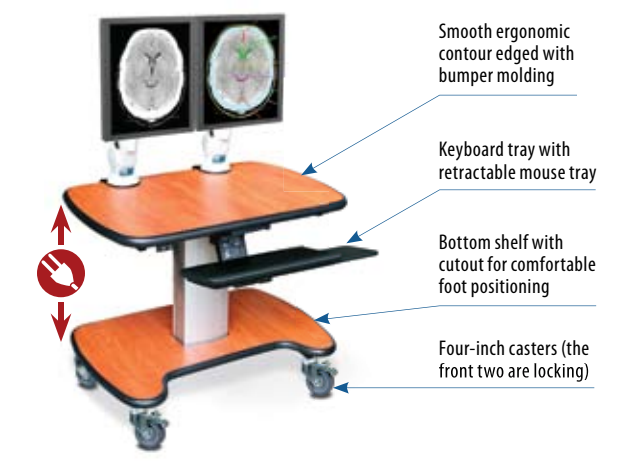 Smooth ergonomic
contour edged with
bumper molding
Keyboard tray with
retractable mouse tray
Bottom shelf with
cutout for comfortable
foot positioning
Four-inch casters (the
front two are locking)